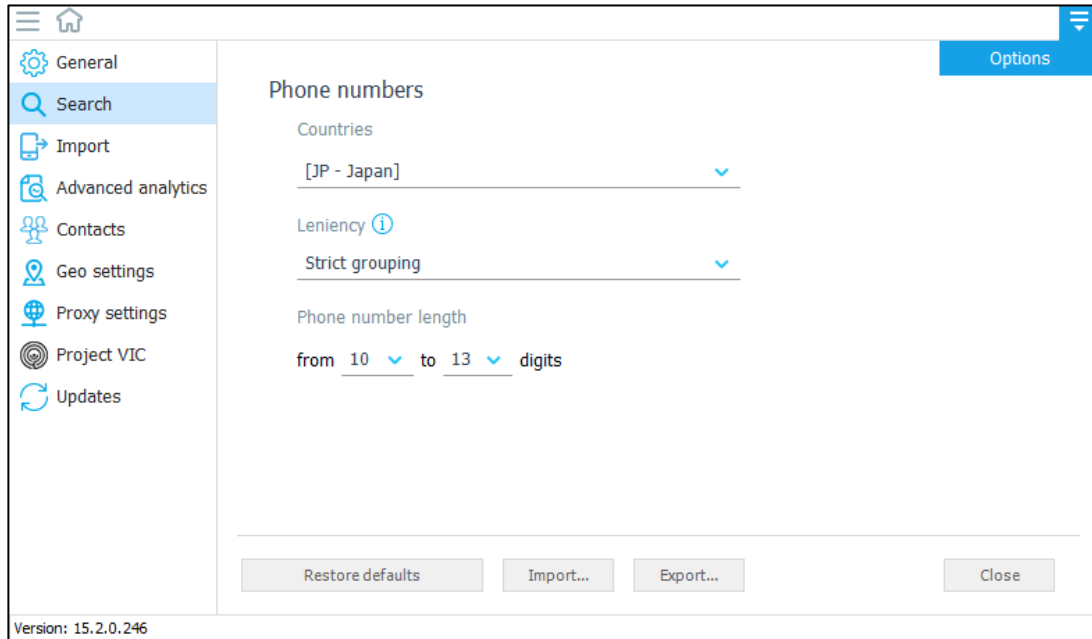 Options
General
Search
Import
Advanced analytics
Contacts
Geo settings
Proxy settings
Project VIC
Updates
Phone numbers
Countries
[JP - Japan]
Leniency
Strict grouping
Phone number length
from 10 to 13 digits
Restore defaults Import... Export... Close
Version: 15.2.0.246